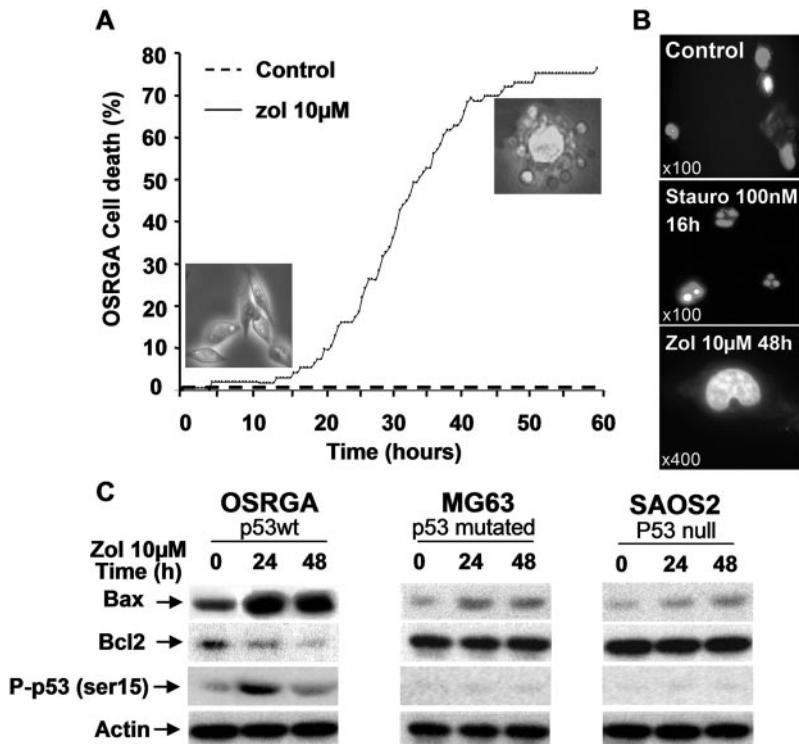 A
80
70
60
50
40
30
20
10
0
OSRGA Cell death (%)
Control
zol 10µM
0 10 20 30 40 50 60
Time (hours)
B
Control
x100
Stauro 100nM
16h
x100
Zol 10µM 48h
x400
C
OSRGA MG63 SAOS2
p53wt p53 mutated P53 null
Zol 10µM
Time (h) 0 24 48 0 24 48 0 24 48
Bax
Bcl2
P-p53 (ser15)
Actin